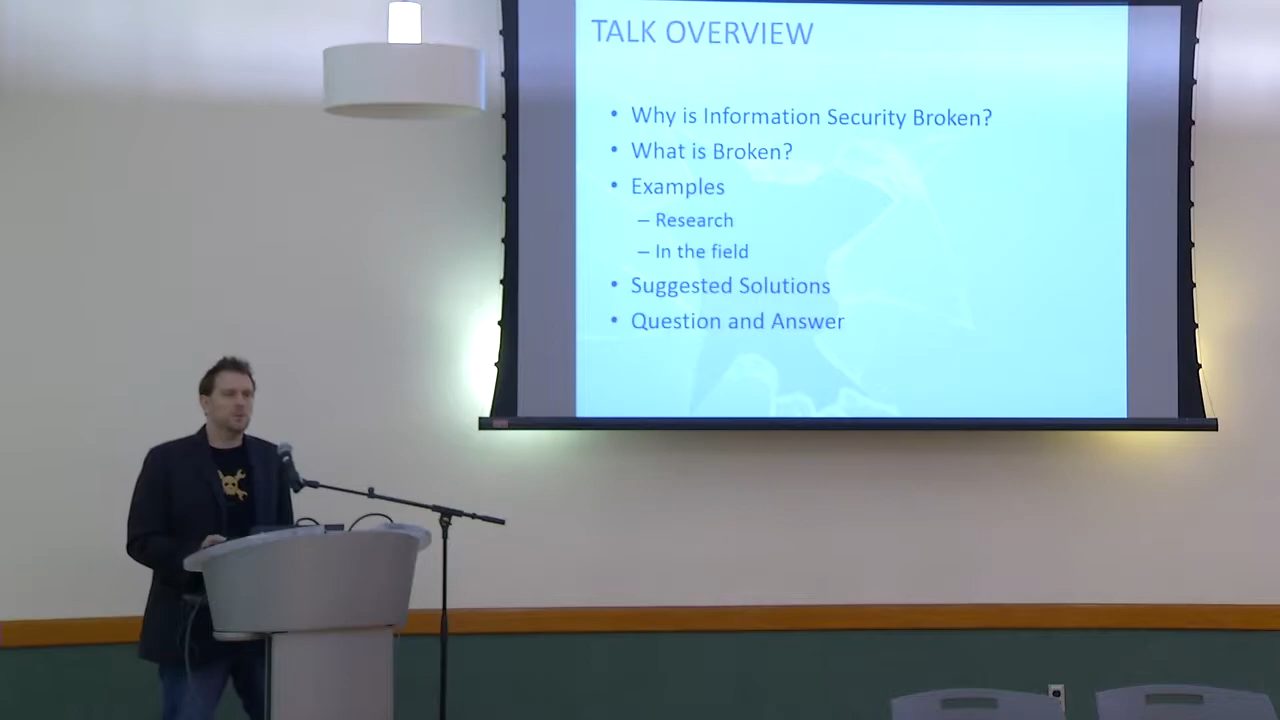 TALK OVERVIEW
• Why is Information Security Broken?
• What is Broken?
• Examples
– Research
– In the field
• Suggested Solutions
• Question and Answer